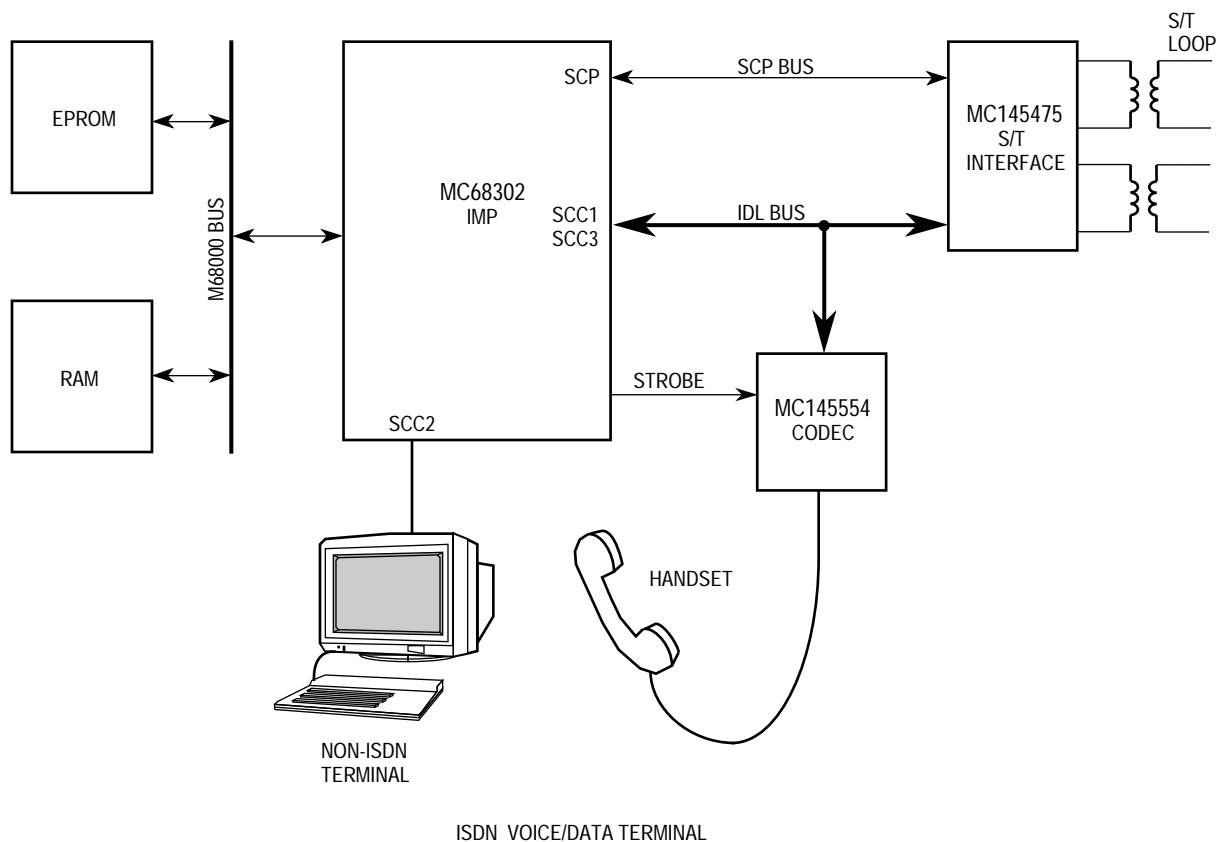 S/T
LOOP
EPROM
M68000 BUS
SCP
SCP BUS
MC145475
S/T
INTERFACE
MC68302
IMP
SCC1
SCC3
IDL BUS
RAM
STROBE
MC145554
CODEC
SCC2
HANDSET
NON-ISDN
TERMINAL
ISDN VOICE/DATA TERMINAL